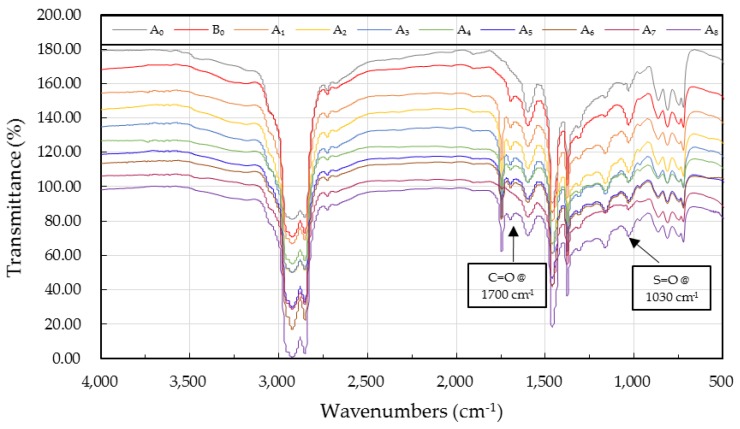 A₀ B₀ A₁ A₂ A₃ A₄ A₅ A₆ A₇ A₈
Transmittance (%)
200.00
180.00
160.00
140.00
120.00
100.00
80.00
60.00
40.00
20.00
0.00
C=O @
1700 cm⁻¹
S=O @
1030 cm⁻¹
4,000 3,500 3,000 2,500 2,000 1,500 1,000 500
Wavenumbers (cm⁻¹)